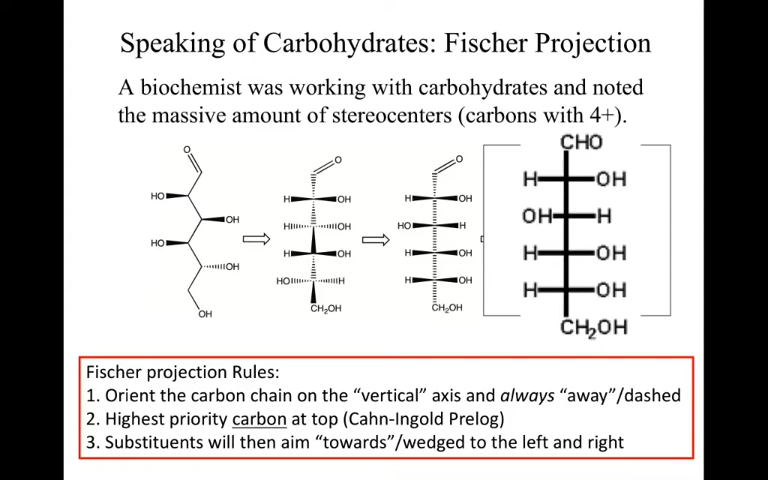 Speaking of Carbohydrates: Fischer Projection
A biochemist was working with carbohydrates and noted
the massive amount of stereocenters (carbons with 4+).
O
HO
OH
HO
OH
OH
O
H OH
H OH
H OH
HO H
CH₂OH
O
H OH
HO H
H OH
H OH
CH₂OH
CHO
H OH
OH H
H OH
H OH
CH₂OH
Fischer projection Rules:
1. Orient the carbon chain on the “vertical” axis and always “away”/dashed
2. Highest priority carbon at top (Cahn-Ingold Prelog)
3. Substituents will then aim “towards”/wedged to the left and right